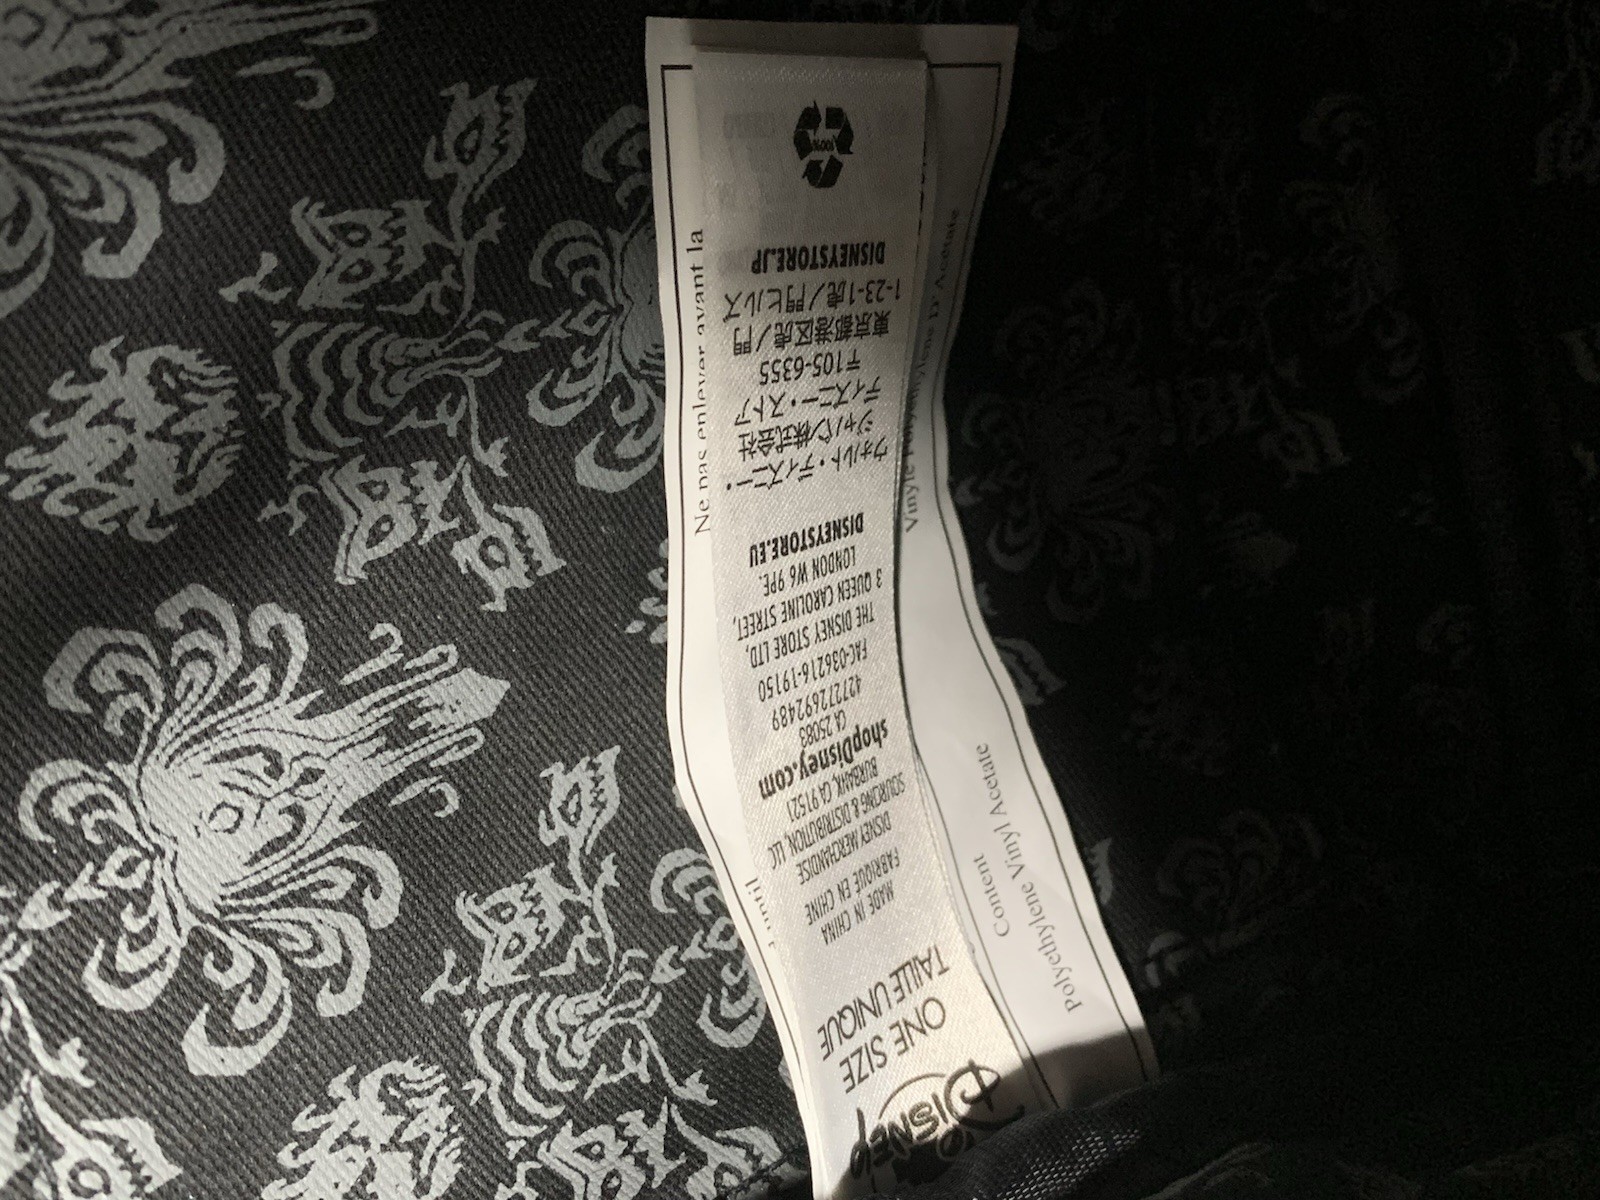 Disney
ONE SIZE
TAILLE UNIQUE
MADE IN CHINA
FABRIQUE EN CHINE
DISNEY MERCHANDISE
SOURCING & DISTRIBUTION, LLC
BURBANK, CA 91521
shopDisney.com
CA 25083
427272692489
FAC-036216-19150
THE DISNEY STORE LTD,
3 QUEEN CAROLINE STREET,
LONDON W6 9PE.
DISNEYSTORE.EU
ウォルト・ディズニー・
ジャパン株式会社
ディズニー・ストア
〒105-6355
東京都港区虎ノ門
1-23-1虎ノ門ヒルズ
DISNEYSTORE.JP
100%
Ne pas enlever avant la
until
Content
Polyethylene Vinyl Acetate
D' Acetate